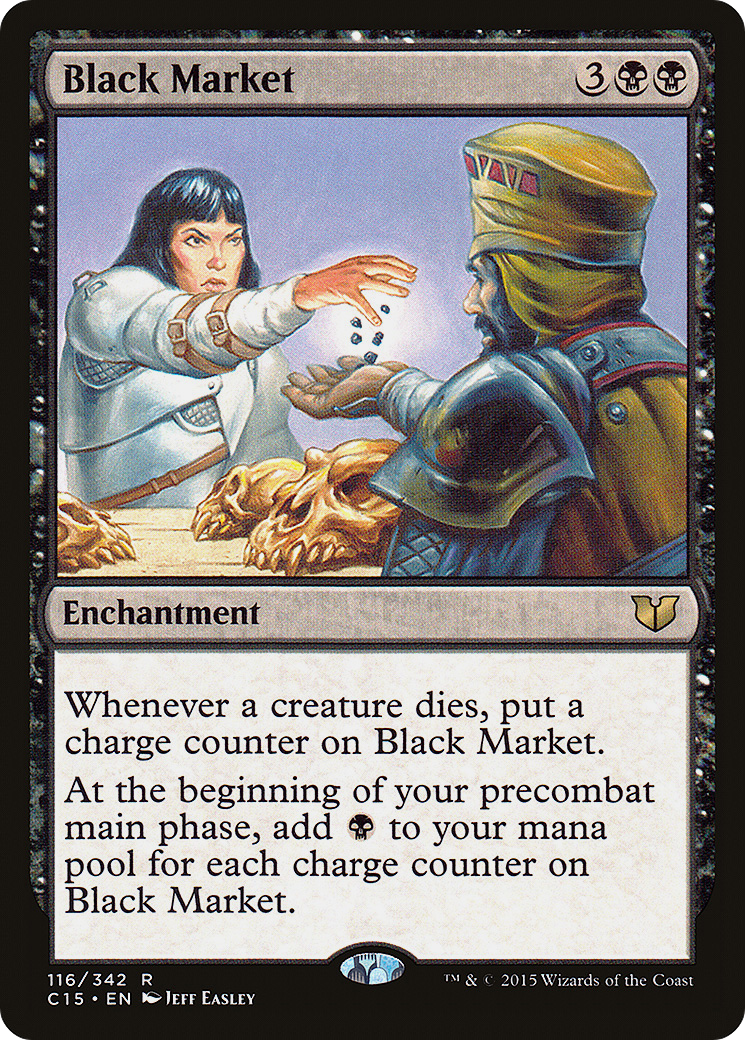 Black Market 3
Enchantment
Whenever a creature dies, put a
charge counter on Black Market.
At the beginning of your precombat
main phase, add to your mana
pool for each charge counter on
Black Market.
116/342 R
C15 • EN Jeff Easley
™ & © 2015 Wizards of the Coast